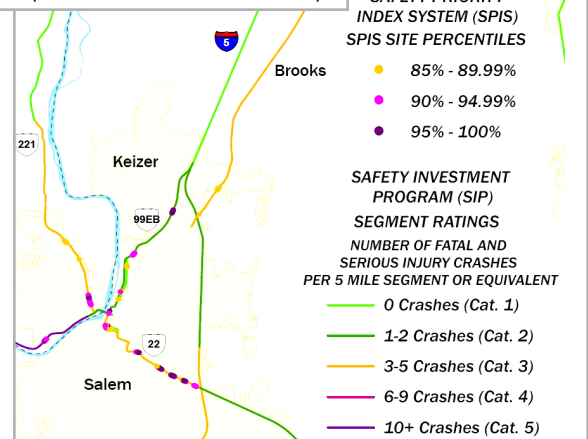 INDEX SYSTEM (SPIS)
SPIS SITE PERCENTILES
85% - 89.99%
90% - 94.99%
95% - 100%
SAFETY INVESTMENT
PROGRAM (SIP)
SEGMENT RATINGS
NUMBER OF FATAL AND
SERIOUS INJURY CRASHES
PER 5 MILE SEGMENT OR EQUIVALENT
0 Crashes (Cat. 1)
1-2 Crashes (Cat. 2)
3-5 Crashes (Cat. 3)
6-9 Crashes (Cat. 4)
10+ Crashes (Cat. 5)
5
Brooks
221
Keizer
99EB
22
Salem